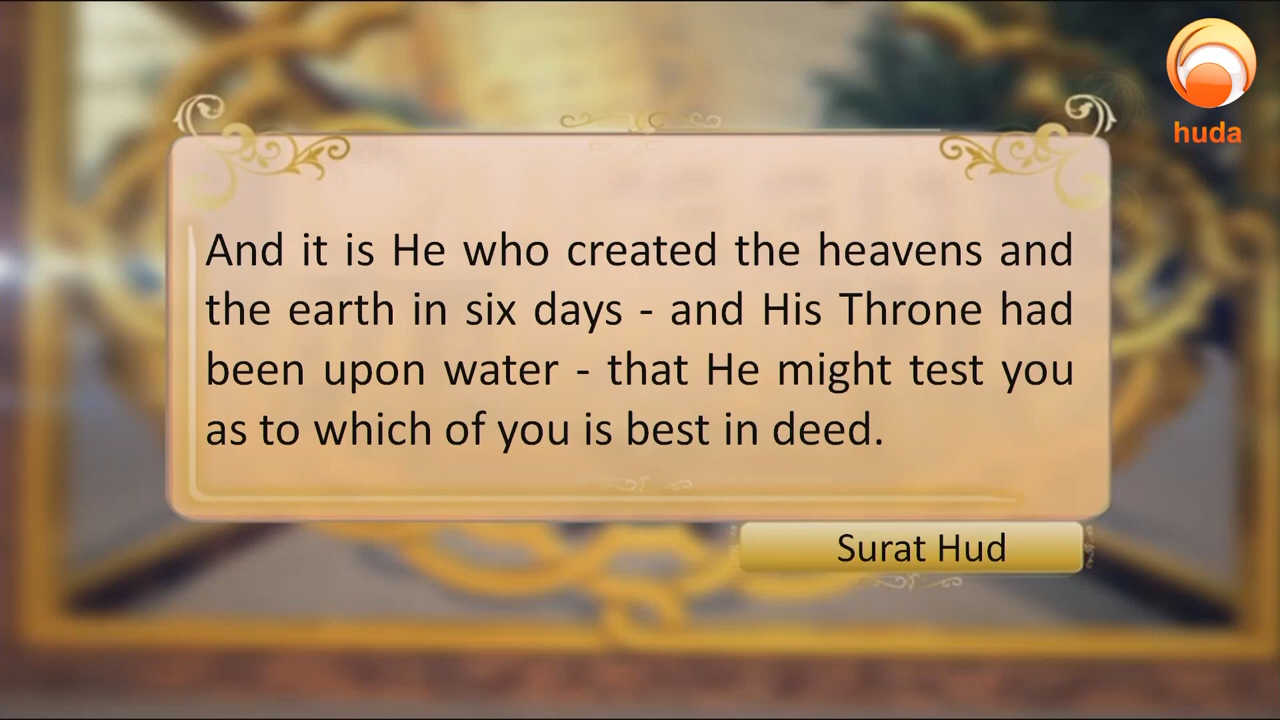 huda
And it is He who created the heavens and
the earth in six days - and His Throne had
been upon water - that He might test you
as to which of you is best in deed.
Surat Hud